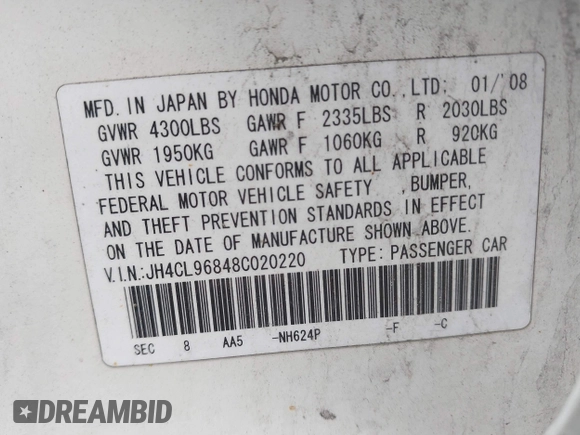 MFD. IN JAPAN BY HONDA MOTOR CO.,LTD: 01/'08
GVWR 4300LBS GAWR F 2335LBS R 2030LBS
GVWR 1950KG GAWR F 1060KG R 920KG
THIS VEHICLE CONFORMS TO ALL APPLICABLE
FEDERAL MOTOR VEHICLE SAFETY ,BUMPER,
AND THEFT PREVENTION STANDARDS IN EFFECT
ON THE DATE OF MANUFACTURE SHOWN ABOVE.
V.I.N.:JH4CL96848C020220 TYPE: PASSENGER CAR
SEC 8 AA5 -NH624P -F -C
DREAMBID